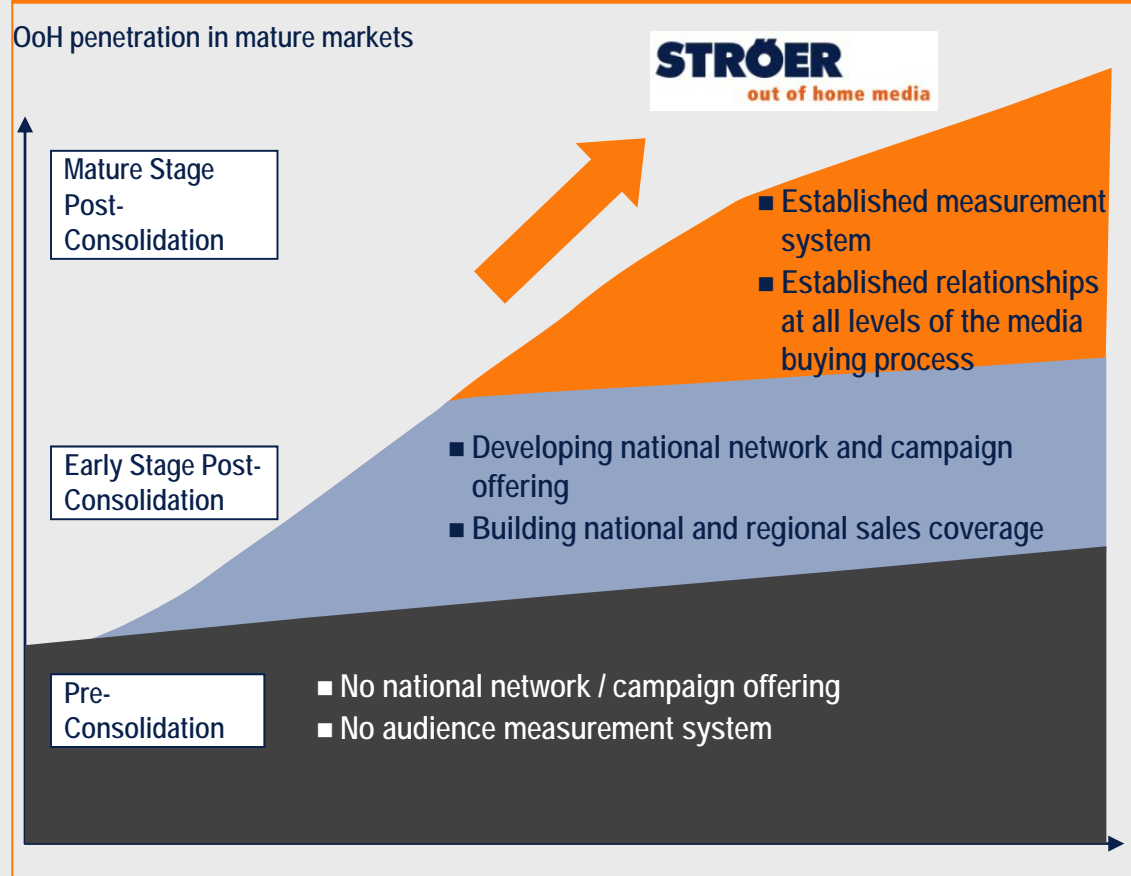 OoH penetration in mature markets
STRÖER
out of home media
Mature Stage
Post-
Consolidation
■ Established measurement
system
■ Established relationships
at all levels of the media
buying process
Early Stage Post-
Consolidation
■ Developing national network and campaign
offering
■ Building national and regional sales coverage
Pre-
Consolidation
■ No national network / campaign offering
■ No audience measurement system